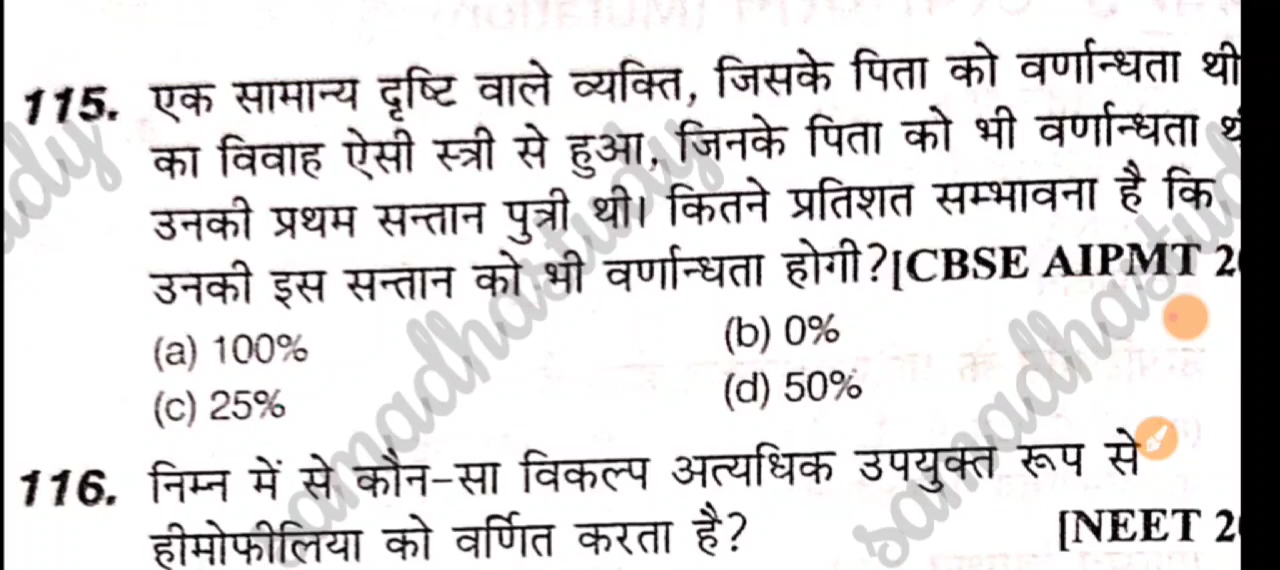 115. एक सामान्य दृष्टि वाले व्यक्ति, जिसके पिता को वर्णान्धता थी
का विवाह ऐसी स्त्री से हुआ, जिनके पिता को भी वर्णान्धता
उनकी प्रथम सन्तान पुत्री थी। कितने प्रतिशत सम्भावना है कि
उनकी इस सन्तान को भी वर्णान्धता होगी?[CBSE AIPMT
(a) 100% (b) 0%
(c) 25% (d) 50%
116. निम्न में से कौन-सा विकल्प अत्यधिक उपयुक्त रूप से
हीमोफीलिया को वर्णित करता है? [NEET
samadhastudy